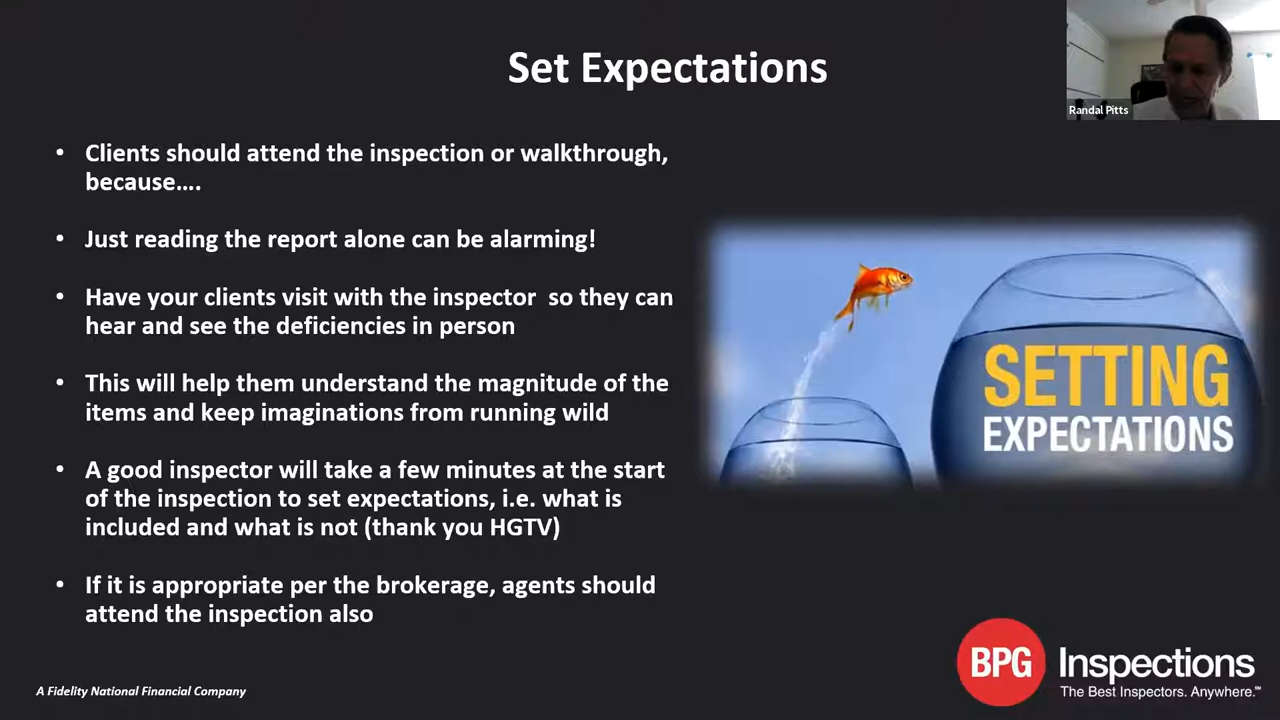 Set Expectations
Randal Pitts
• Clients should attend the inspection or walkthrough,
because....
• Just reading the report alone can be alarming!
• Have your clients visit with the inspector so they can
hear and see the deficiencies in person
• This will help them understand the magnitude of the
items and keep imaginations from running wild
• A good inspector will take a few minutes at the start
of the inspection to set expectations, i.e. what is
included and what is not (thank you HGTV)
• If it is appropriate per the brokerage, agents should
attend the inspection also
SETTING
EXPECTATIONS
A Fidelity National Financial Company
BPG Inspections
The Best Inspectors. Anywhere.℠